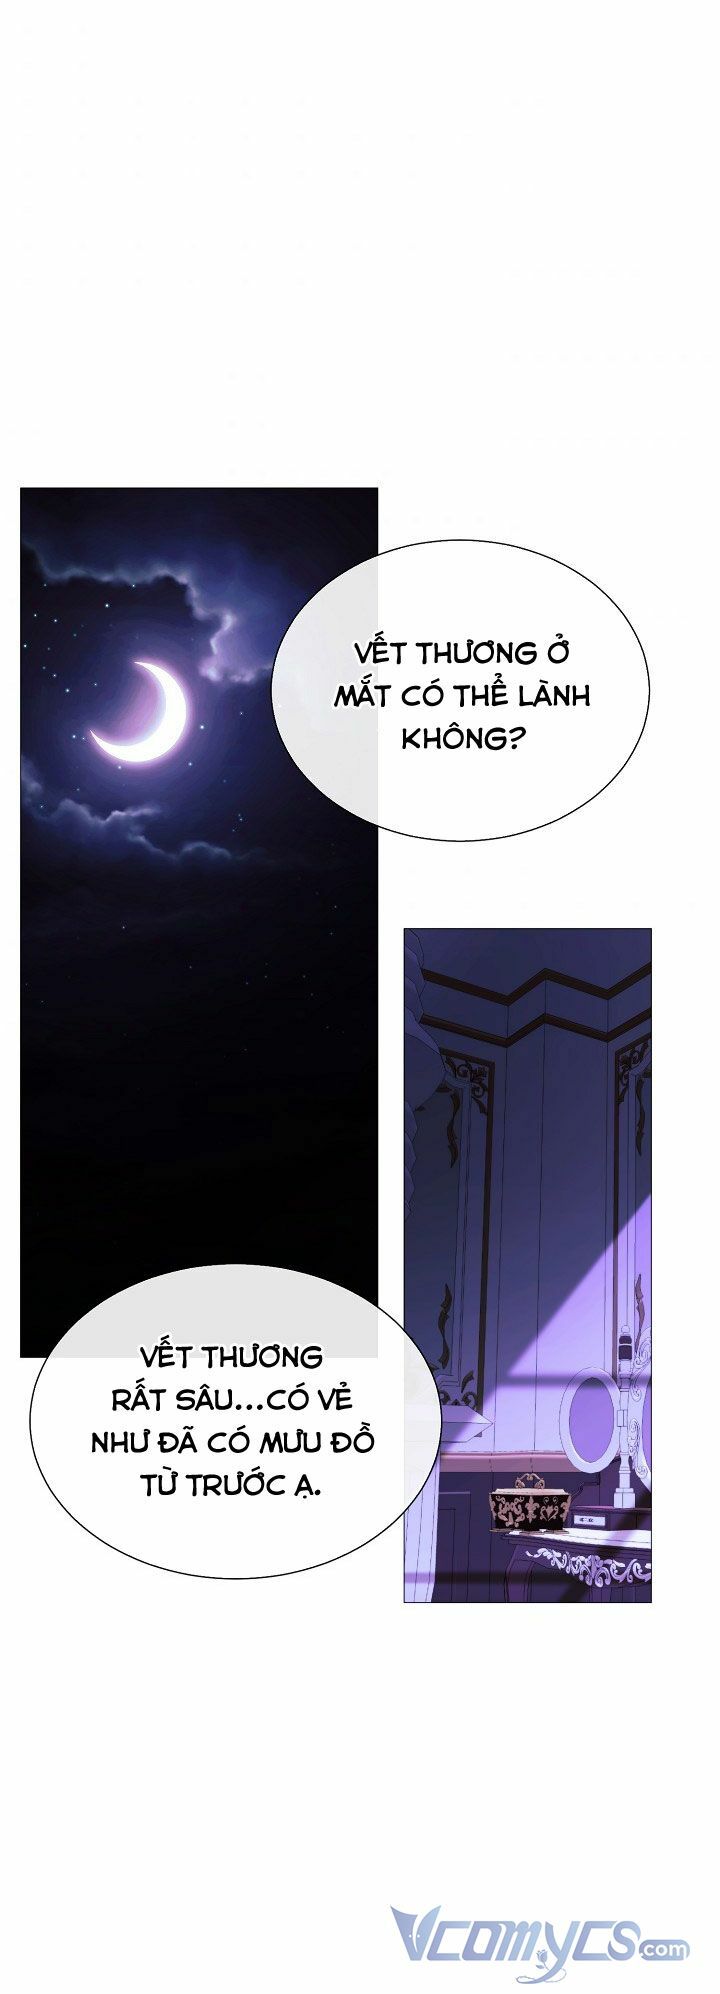 VẾT THƯƠNG Ở
MẮT CÓ THỂ LÀNH
KHÔNG?
VẾT THƯƠNG
RẤT SÂU...CÓ VẺ
NHƯ ĐÃ CÓ MƯU ĐỒ
TỪ TRƯỚC Ạ.
VCOMYCS.com